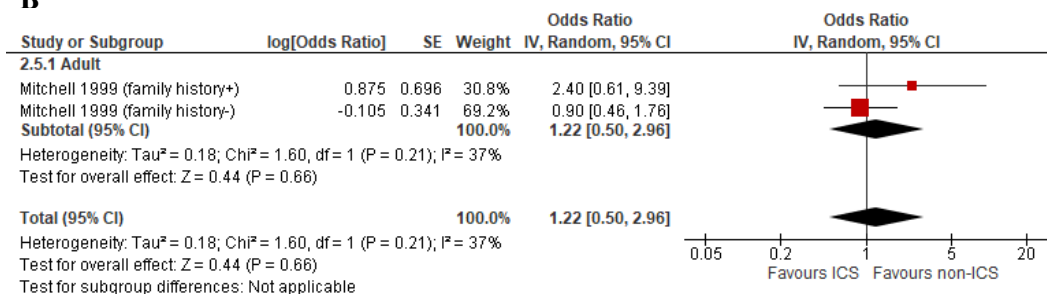 B
Odds Ratio Odds Ratio
Study or Subgroup log[Odds Ratio] SE Weight IV, Random, 95% CI IV, Random, 95% CI
2.5.1 Adult
Mitchell 1999 (family history+) 0.875 0.696 30.8% 2.40 [0.61, 9.39]
Mitchell 1999 (family history-) -0.105 0.341 69.2% 0.90 [0.46, 1.76]
Subtotal (95% CI) 100.0% 1.22 [0.50, 2.96]
Heterogeneity: Tau² = 0.18; Chi² = 1.60, df = 1 (P = 0.21); I² = 37%
Test for overall effect: Z = 0.44 (P = 0.66)
Total (95% CI) 100.0% 1.22 [0.50, 2.96]
Heterogeneity: Tau² = 0.18; Chi² = 1.60, df = 1 (P = 0.21); I² = 37%
Test for overall effect: Z = 0.44 (P = 0.66)
Test for subgroup differences: Not applicable
0.05 0.2 1 5 20
Favours ICS Favours non-ICS